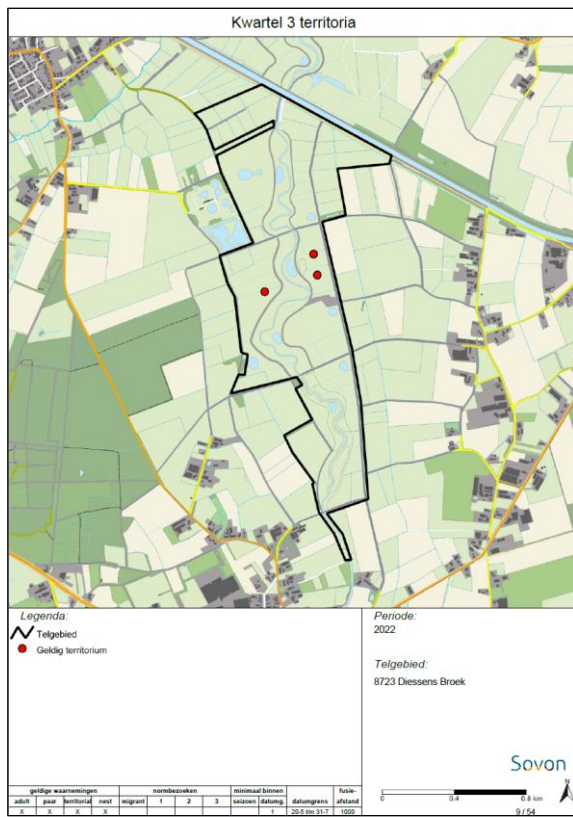 Kwartel 3 territoria
Legenda:
Telgebied
Geldig territorium
Periode:
2022
Telgebied:
8723 Diessens Broek
Sovon
0 0.4 0.8 km
N
9 / 54
geldige waarnemingen normbezoeken minimaal binnen fusie-
adult paar territorial nest migrant 1 2 3 seizoen datumg. datumgrens afstand
X X X X 1 20-5 t/m 31-7 1000